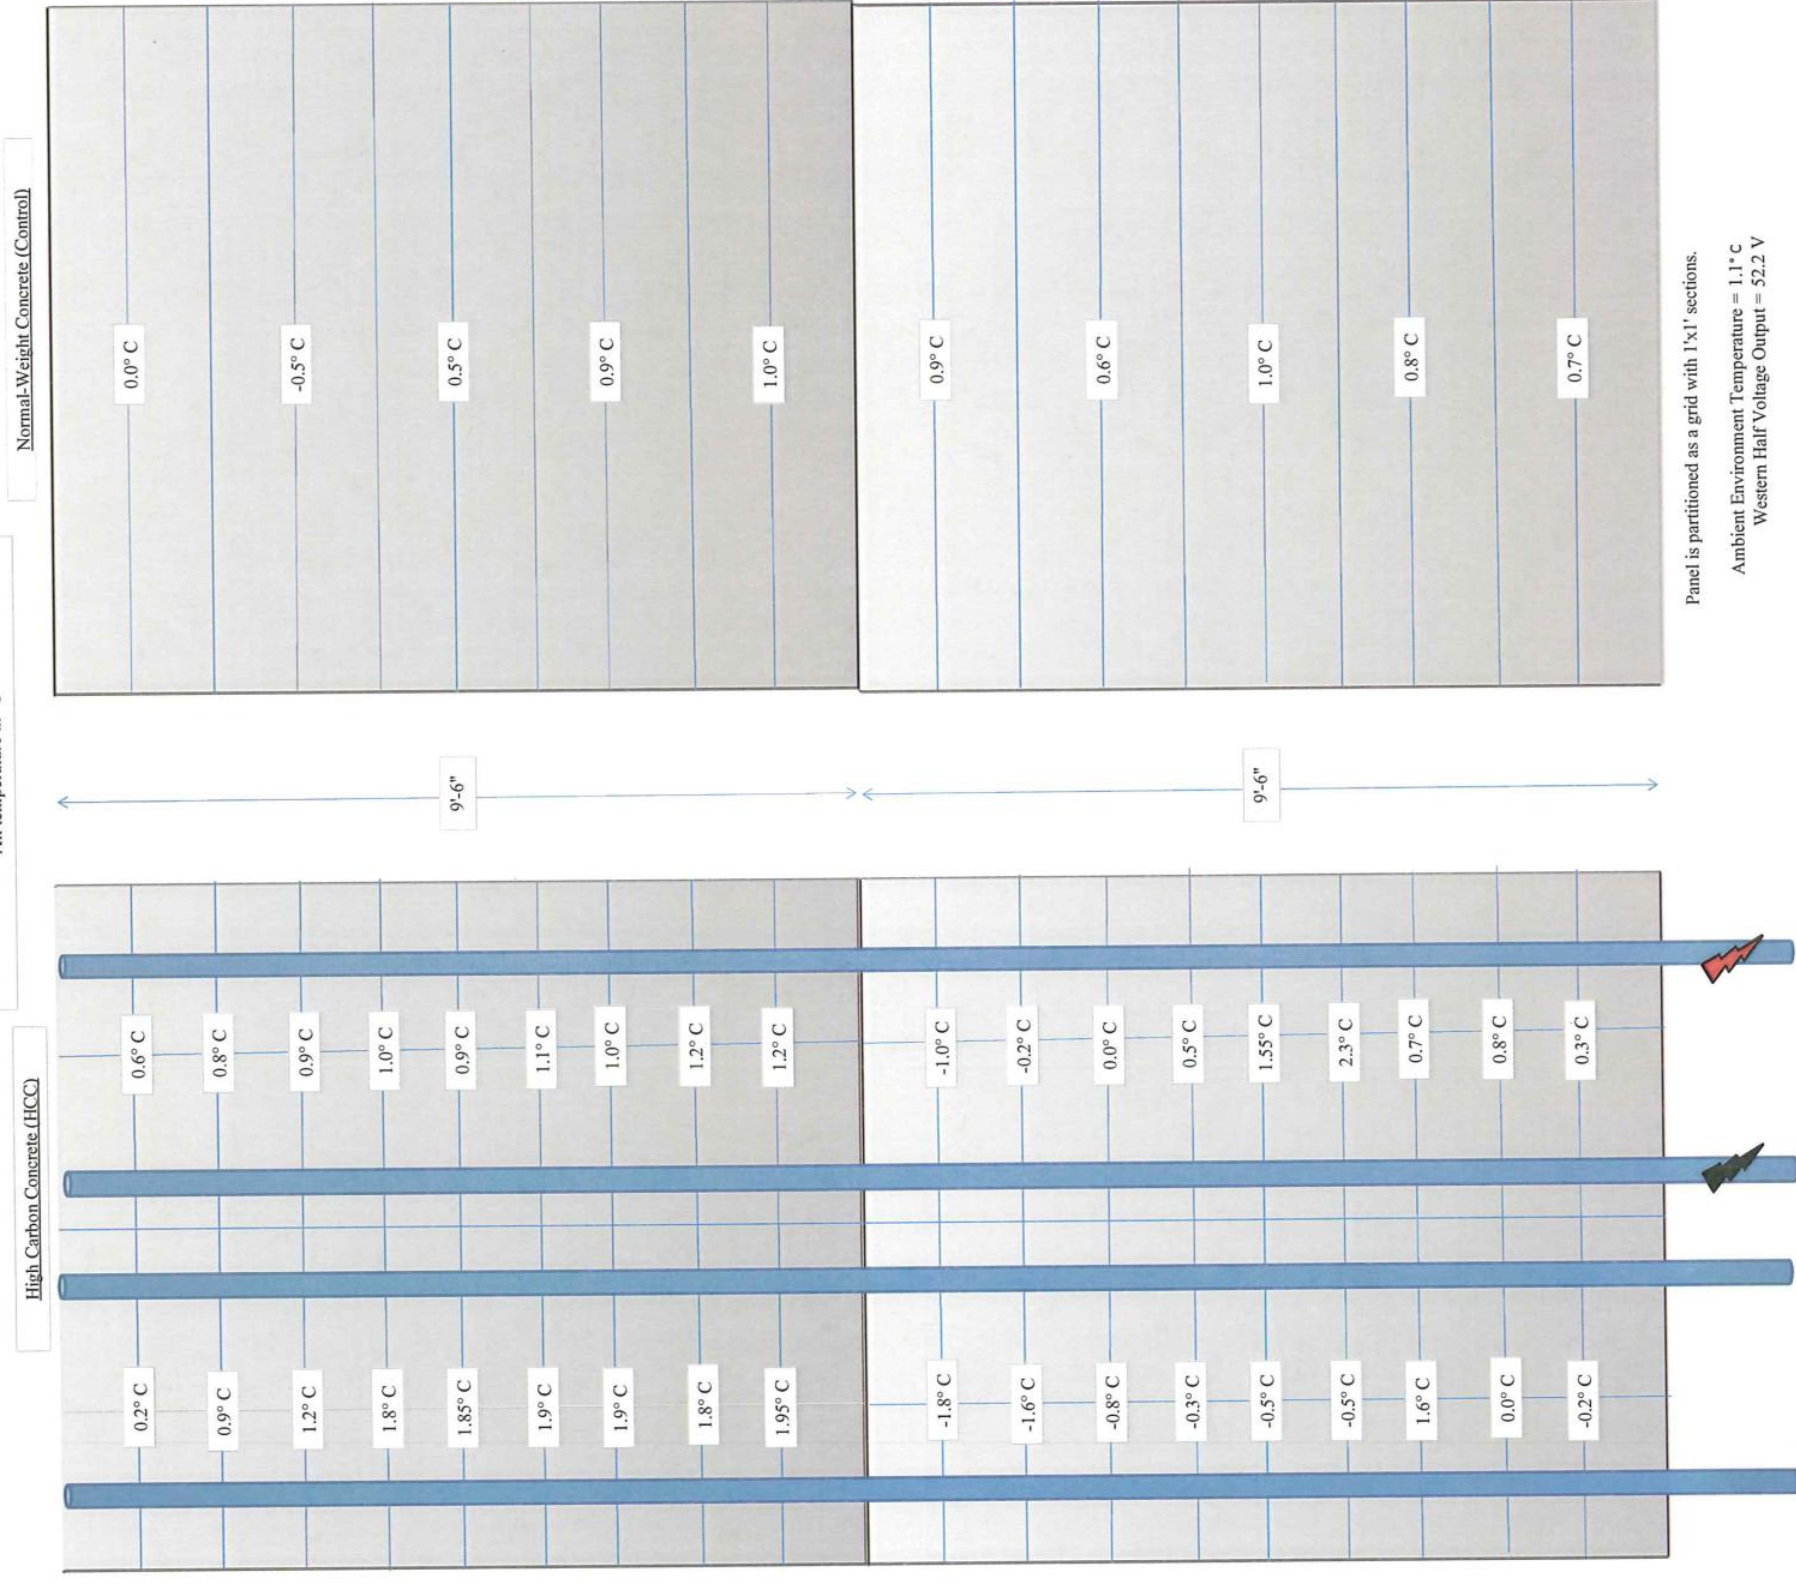 High Carbon Concrete (HCC)
Normal-Weight Concrete (Control)
0.2° C
0.6° C
0.0° C
0.9° C
0.8° C
1.2° C
0.9° C
-0.5° C
1.8° C
1.0° C
1.85° C
0.9° C
9'-6"
0.5° C
1.9° C
1.1° C
1.9° C
1.0° C
0.9° C
1.8° C
1.2° C
1.95° C
1.2° C
1.0° C
-1.8° C
-1.0° C
0.9° C
-1.6° C
-0.2° C
-0.8° C
0.0° C
0.6° C
-0.3° C
0.5° C
-0.5° C
1.55° C
9'-6"
1.0° C
-0.5° C
2.3° C
1.6° C
0.7° C
0.8° C
0.0° C
0.8° C
-0.2° C
0.3° C
0.7° C
Panel is partitioned as a grid with 1'x1' sections.
Ambient Environment Temperature = 1.1° C
Western Half Voltage Output = 52.2 V